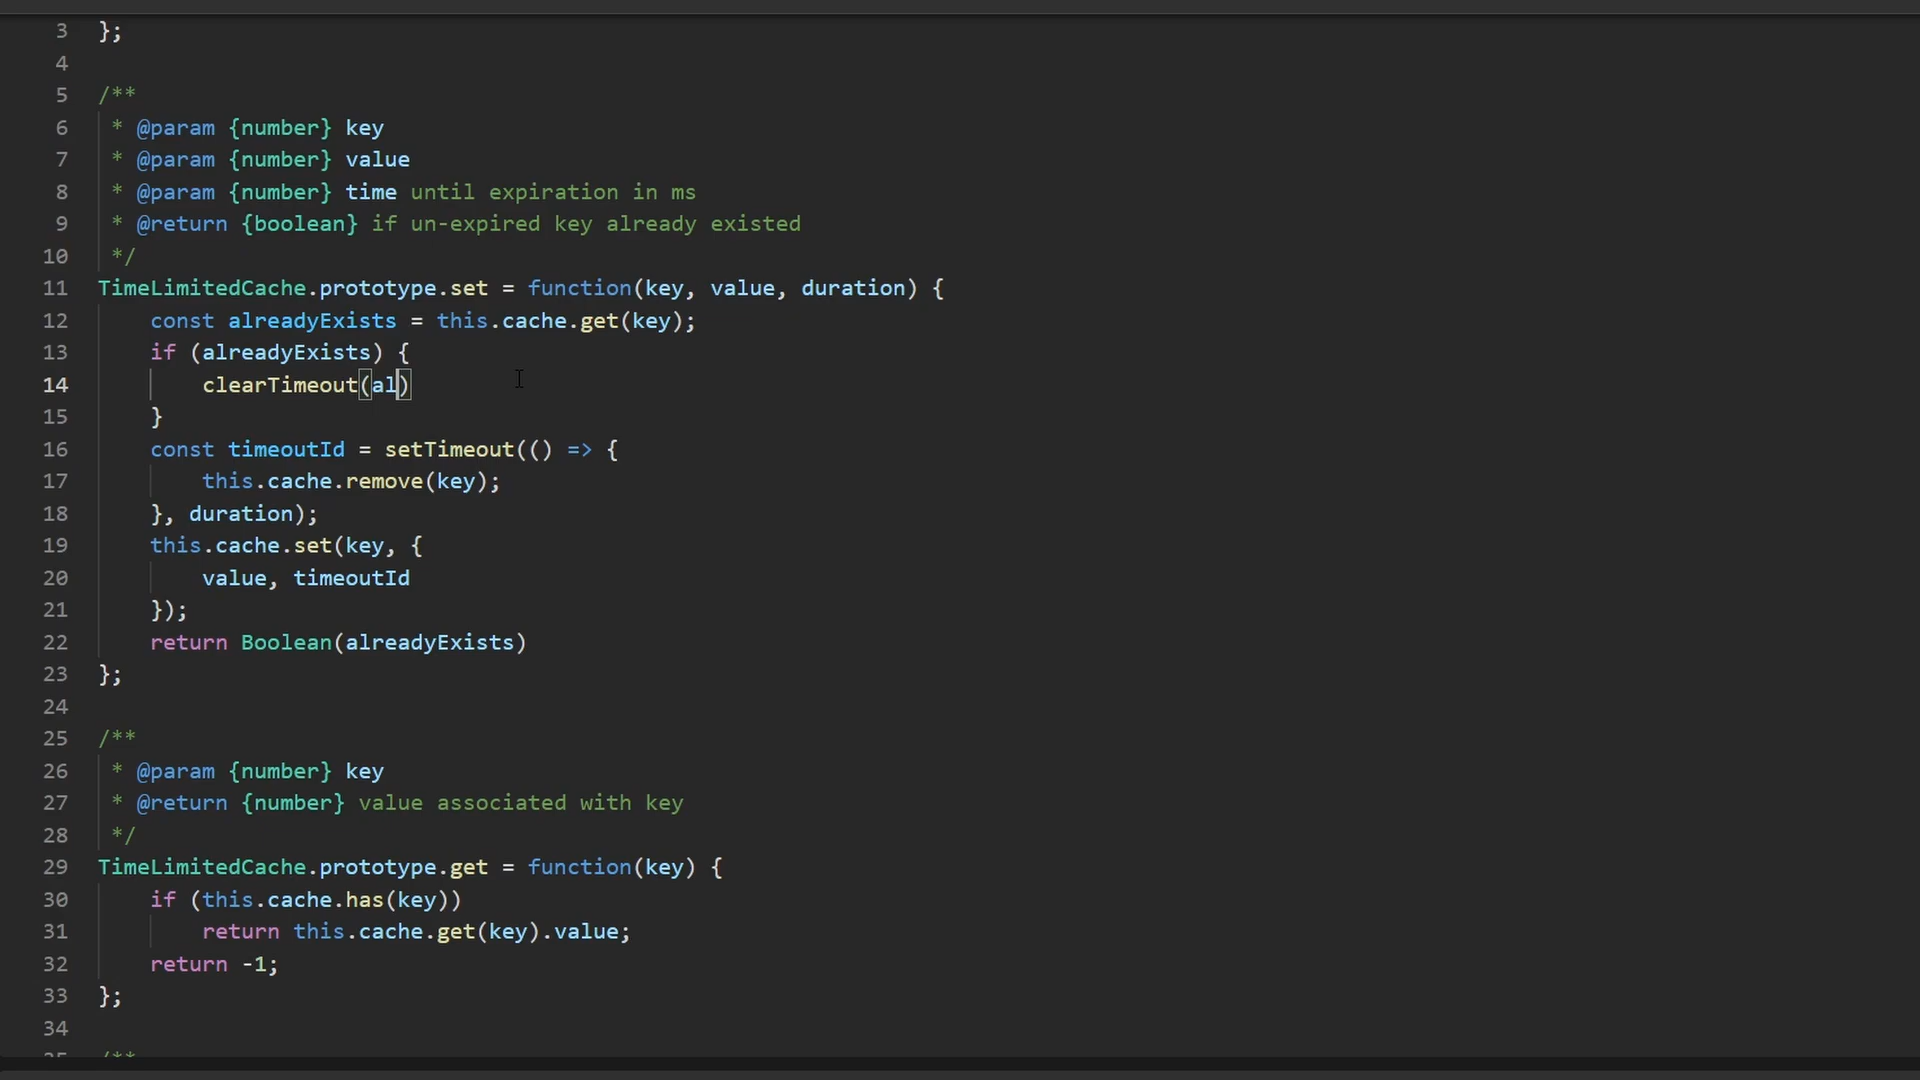 3 };
4
5 /**
6 * @param {number} key
7 * @param {number} value
8 * @param {number} time until expiration in ms
9 * @return {boolean} if un-expired key already existed
10 */
11 TimeLimitedCache.prototype.set = function(key, value, duration) {
12 const alreadyExists = this.cache.get(key);
13 if (alreadyExists) {
14 clearTimeout(al)
15 }
16 const timeoutId = setTimeout(() => {
17 this.cache.remove(key);
18 }, duration);
19 this.cache.set(key, {
20 value, timeoutId
21 });
22 return Boolean(alreadyExists)
23 };
24
25 /**
26 * @param {number} key
27 * @return {number} value associated with key
28 */
29 TimeLimitedCache.prototype.get = function(key) {
30 if (this.cache.has(key))
31 return this.cache.get(key).value;
32 return -1;
33 };
34